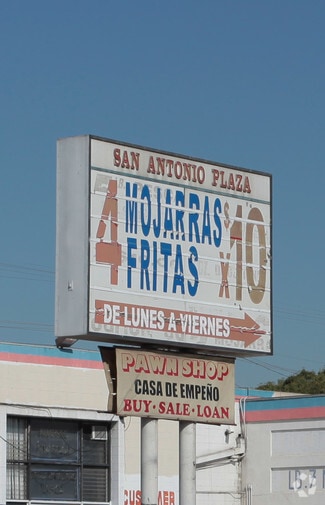 SAN ANTONIO PLAZA
4 MOJARRAS
FRITAS
X $10
DE LUNES A VIERNES
PAWN SHOP
CASA DE EMPEÑO
BUY · SALE · LOAN